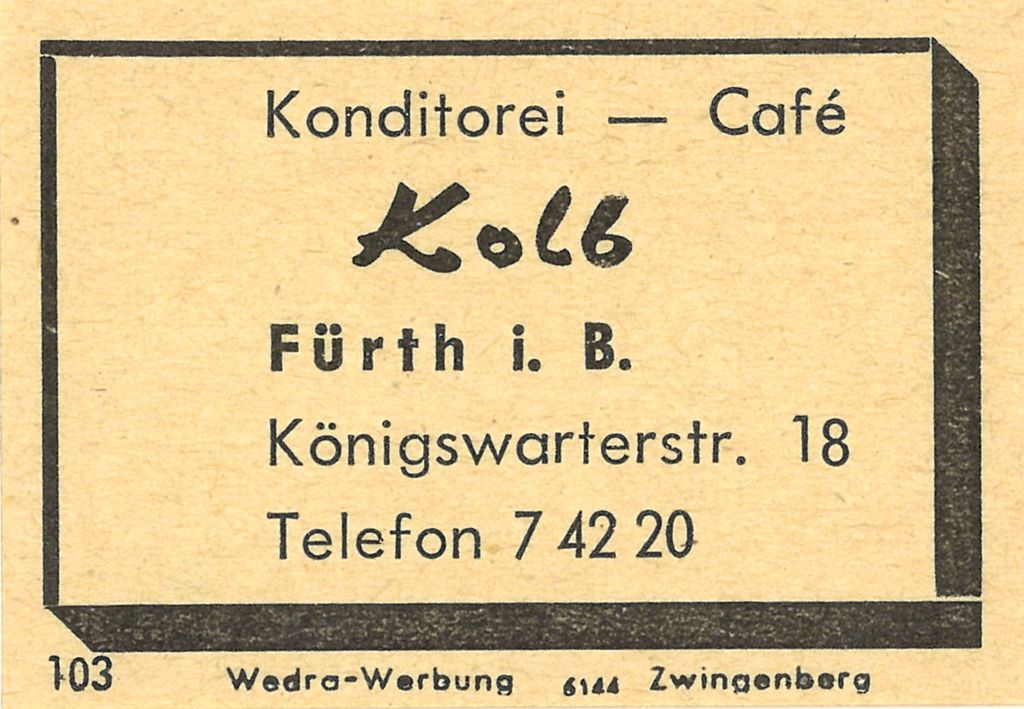 Konditorei — Café
Kolb
Fürth i. B.
Königswarterstr. 18
Telefon 7 42 20
103 Wedra-Werbung 6144 Zwingenberg